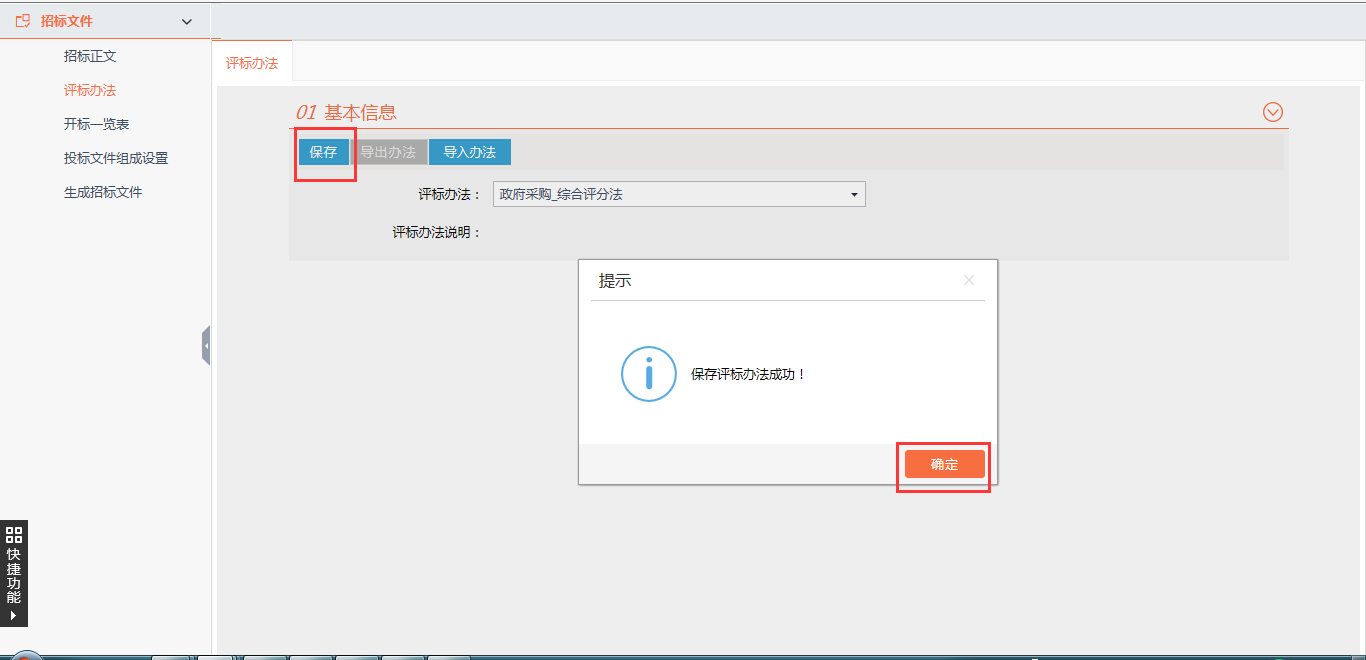 招标文件
招标正文
评标办法
开标一览表
投标文件组成设置
生成招标文件
快捷功能
评标办法
01 基本信息
保存 导出办法 导入办法
评标办法： 政府采购_综合评分法
评标办法说明：
提示
保存评标办法成功！
确定